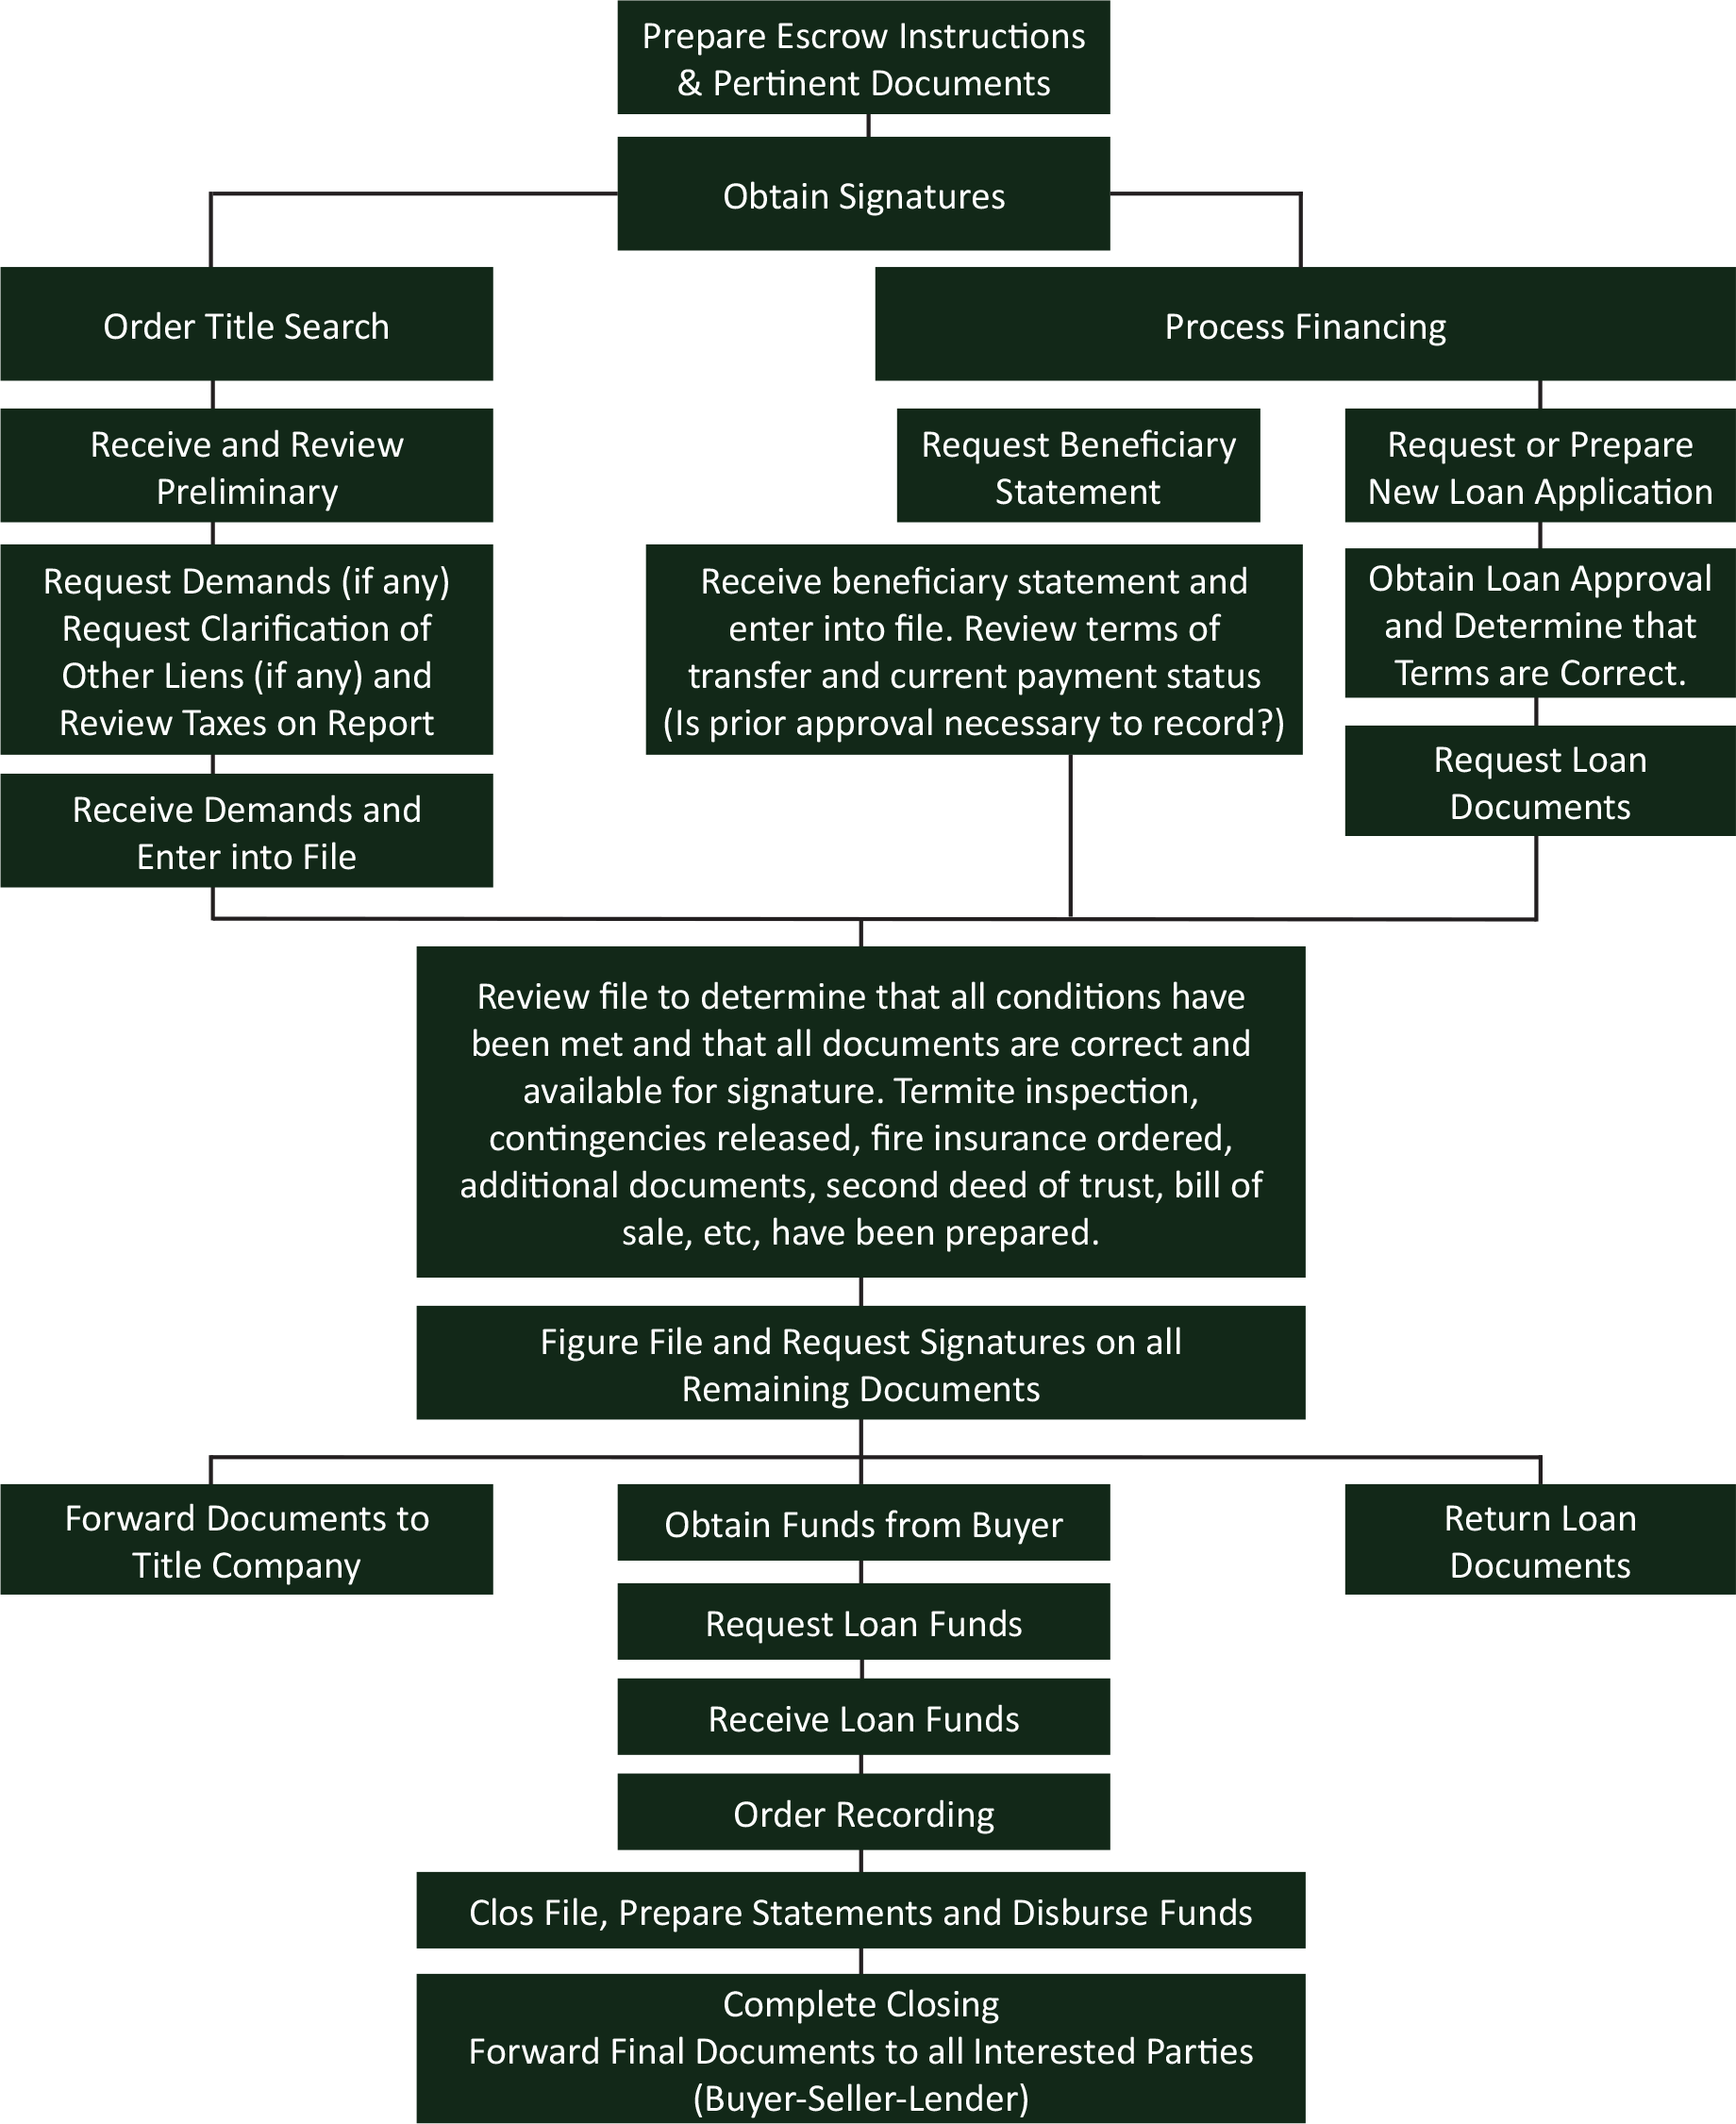 Prepare Escrow Instructions
& Pertinent Documents
Obtain Signatures
Order Title Search
Process Financing
Receive and Review
Preliminary
Request Beneficiary
Statement
Request or Prepare
New Loan Application
Request Demands (if any)
Request Clarification of
Other Liens (if any) and
Review Taxes on Report
Receive beneficiary statement and
enter into file. Review terms of
transfer and current payment status
(Is prior approval necessary to record?)
Obtain Loan Approval
and Determine that
Terms are Correct.
Request Loan
Documents
Receive Demands and
Enter into File
Review file to determine that all conditions have
been met and that all documents are correct and
available for signature. Termite inspection,
contingencies released, fire insurance ordered,
additional documents, second deed of trust, bill of
sale, etc, have been prepared.
Figure File and Request Signatures on all
Remaining Documents
Forward Documents to
Title Company
Obtain Funds from Buyer
Return Loan
Documents
Request Loan Funds
Receive Loan Funds
Order Recording
Clos File, Prepare Statements and Disburse Funds
Complete Closing
Forward Final Documents to all Interested Parties
(Buyer-Seller-Lender)